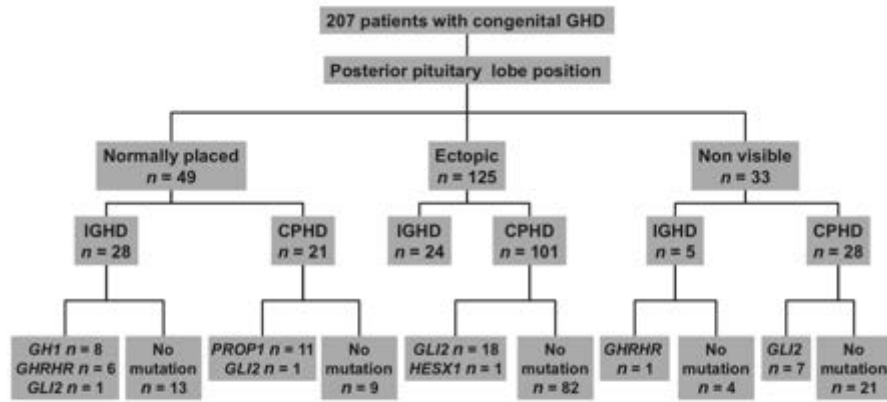 207 patients with congenital GHD
Posterior pituitary lobe position
Normally placed
n = 49
Ectopic
n = 125
Non visible
n = 33
IGHD
n = 28
CPHD
n = 21
IGHD
n = 24
CPHD
n = 101
IGHD
n = 5
CPHD
n = 28
GH1 n = 8
GHRHR n = 6
GLI2 n = 1
No
mutation
n = 13
PROP1 n = 11
GLI2 n = 1
No
mutation
n = 9
GLI2 n = 18
HESX1 n = 1
No
mutation
n = 82
GHRHR
n = 1
No
mutation
n = 4
GLI2
n = 7
No
mutation
n = 21